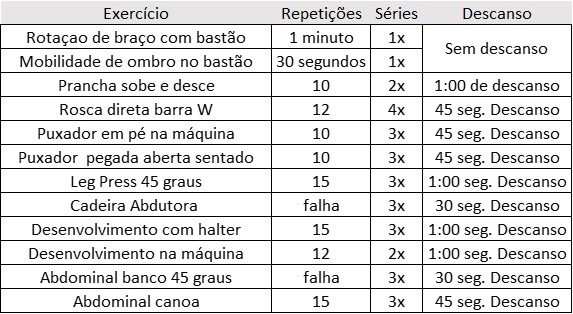 Exercício Repetições Séries Descanso
Rotaçao de braço com bastão 1 minuto 1x Sem descanso
Mobilidade de ombro no bastão 30 segundos 1x
Prancha sobe e desce 10 2x 1:00 de descanso
Rosca direta barra W 12 4x 45 seg. Descanso
Puxador em pé na máquina 10 3x 45 seg. Descanso
Puxador pegada aberta sentado 10 3x 45 seg. Descanso
Leg Press 45 graus 15 3x 1:00 seg. Descanso
Cadeira Abdutora falha 3x 30 seg. Descanso
Desenvolvimento com halter 15 3x 1:00 seg. Descanso
Desenvolvimento na máquina 12 2x 1:00 seg. Descanso
Abdominal banco 45 graus falha 3x 30 seg. Descanso
Abdominal canoa 15 3x 45 seg. Descanso